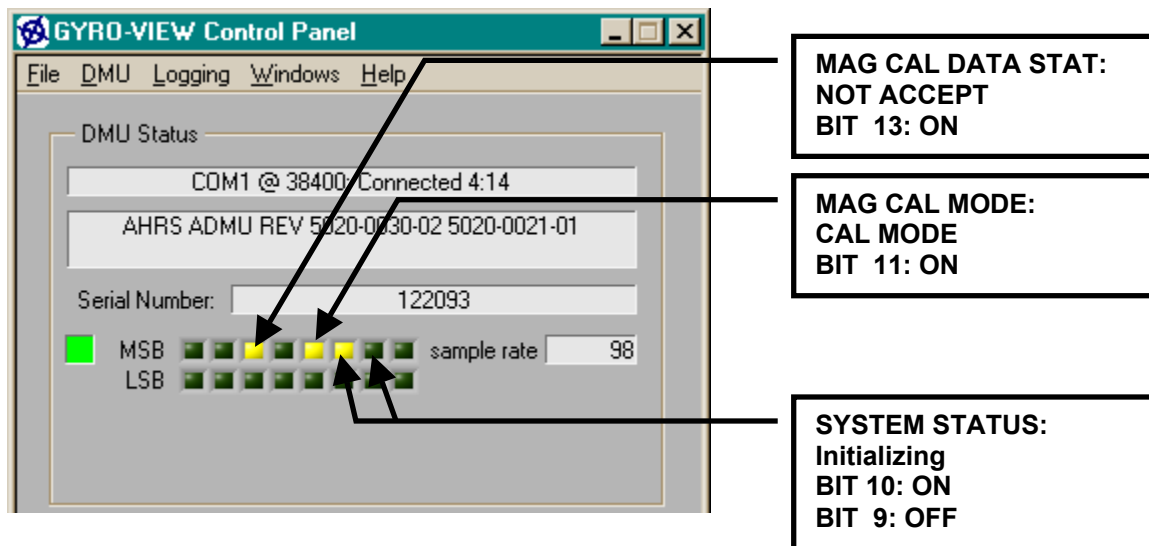 GYRO-VIEW Control Panel
File DMU Logging Windows Help
DMU Status
COM1 @ 38400: Connected 4:14
AHRS ADMU REV 5020-0030-02 5020-0021-01
Serial Number: 122093
MSB sample rate 98
LSB
MAG CAL DATA STAT:
NOT ACCEPT
BIT 13: ON
MAG CAL MODE:
CAL MODE
BIT 11: ON
SYSTEM STATUS:
Initializing
BIT 10: ON
BIT 9: OFF